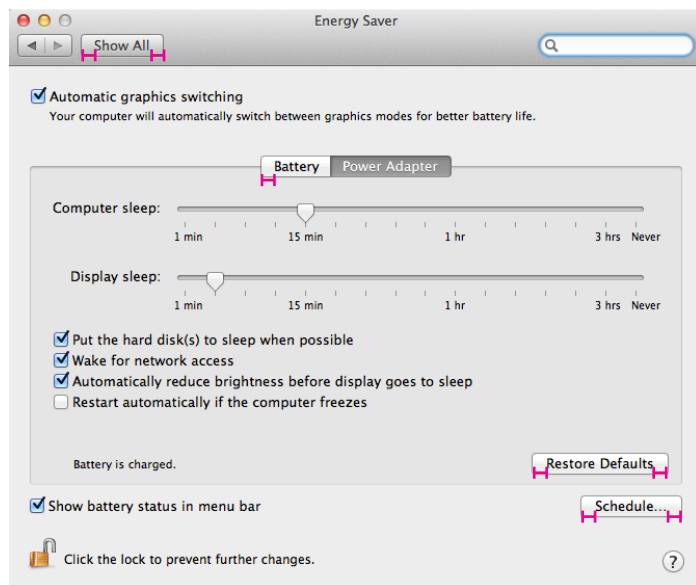 Energy Saver
Show All
Automatic graphics switching
Your computer will automatically switch between graphics modes for better battery life.
Battery Power Adapter
Computer sleep:
1 min 15 min 1 hr 3 hrs Never
Display sleep:
1 min 15 min 1 hr 3 hrs Never
Put the hard disk(s) to sleep when possible
Wake for network access
Automatically reduce brightness before display goes to sleep
Restart automatically if the computer freezes
Battery is charged. Restore Defaults
Show battery status in menu bar Schedule...
Click the lock to prevent further changes. ?